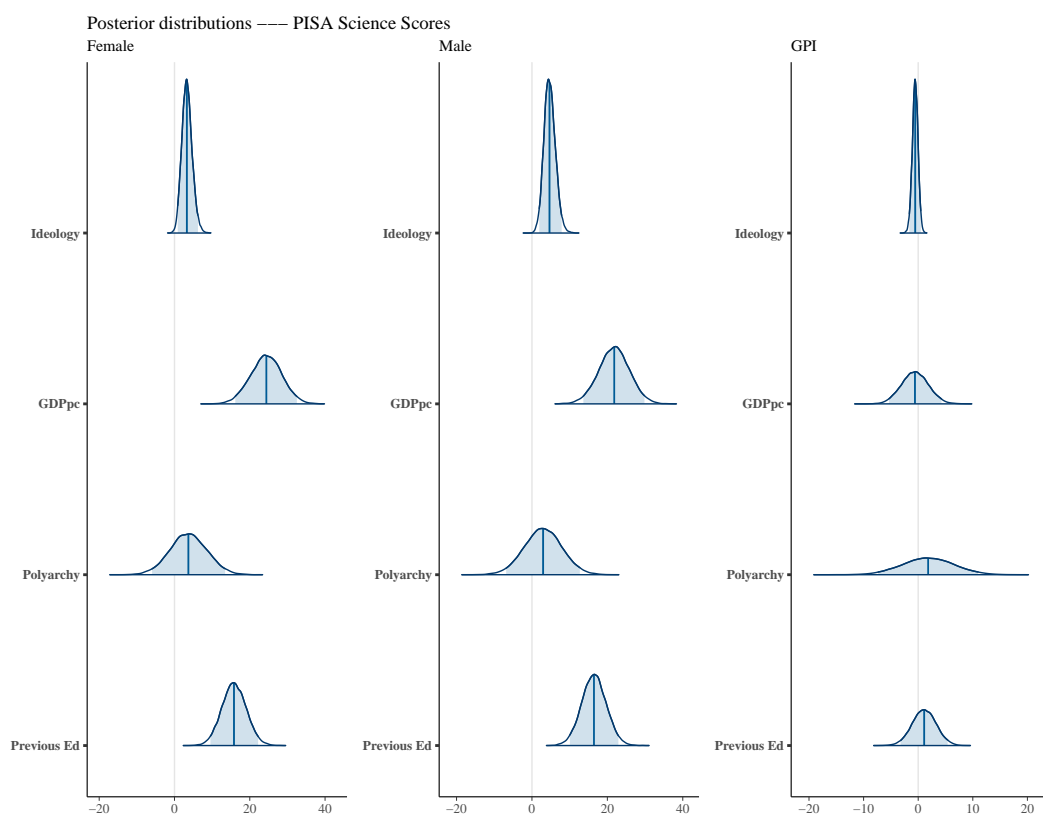 Posterior distributions −−− PISA Science Scores
Female
Ideology
GDPpc
Polyarchy
Previous Ed
−20 0 20 40
Male
Ideology
GDPpc
Polyarchy
Previous Ed
−20 0 20 40
GPI
Ideology
GDPpc
Polyarchy
Previous Ed
−20 −10 0 10 20